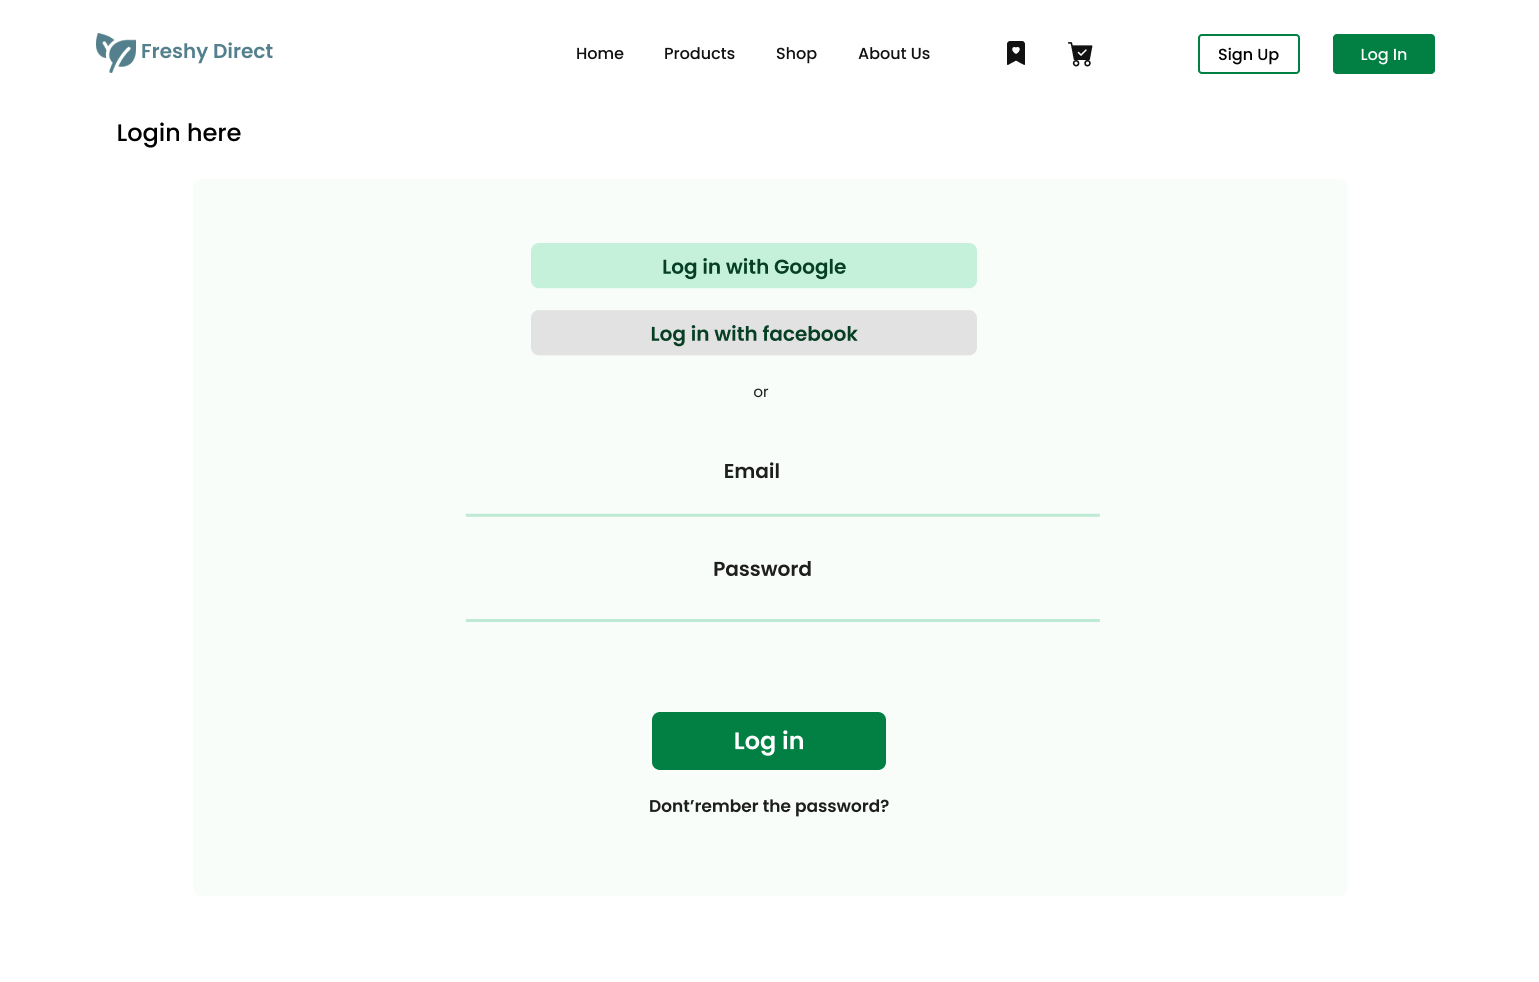 Freshy Direct
Home Products Shop About Us
Sign Up
Log In
Login here
Log in with Google
Log in with facebook
or
Email
Password
Log in
Dont’rember the password?